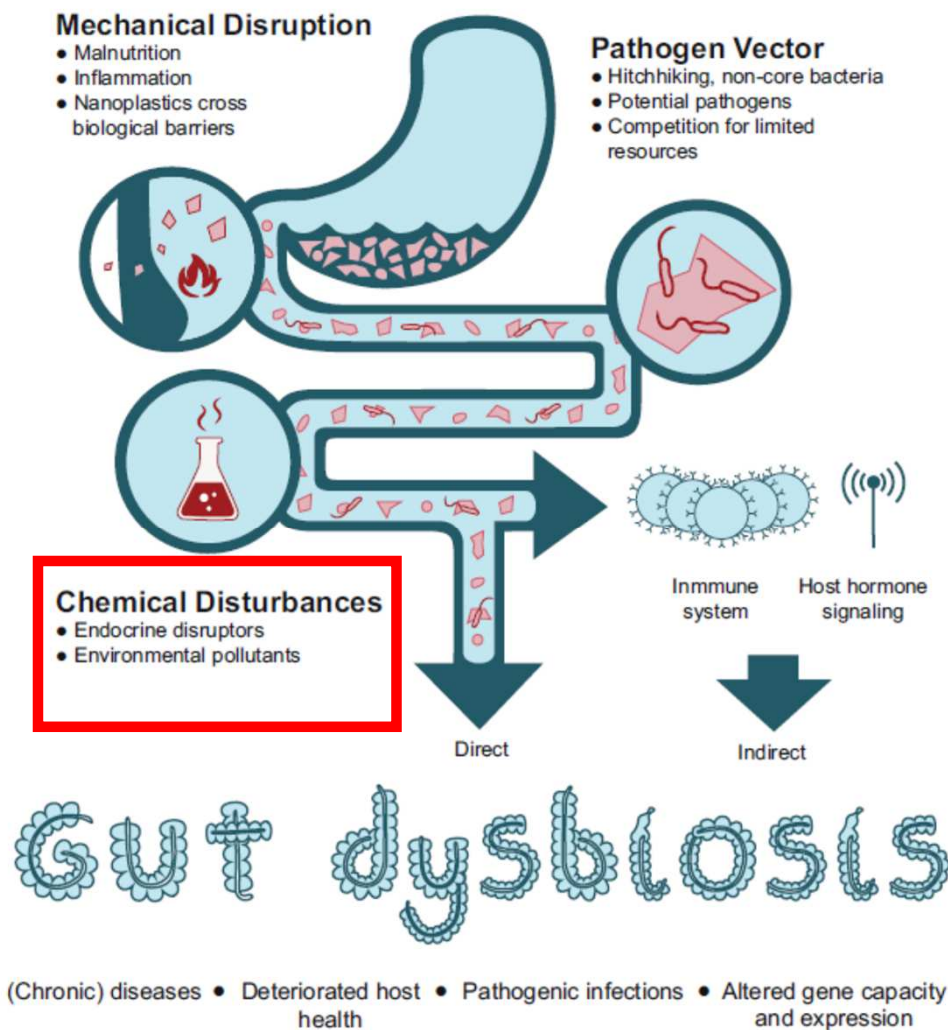 Mechanical Disruption
● Malnutrition
● Inflammation
● Nanoplastics cross
biological barriers
Pathogen Vector
● Hitchhiking, non-core bacteria
● Potential pathogens
● Competition for limited
resources
Chemical Disturbances
● Endocrine disruptors
● Environmental pollutants
Inmmune
system
Host hormone
signaling
Direct
Indirect
Gut dysbiosis
(Chronic) diseases ● Deteriorated host ● Pathogenic infections ● Altered gene capacity
health and expression